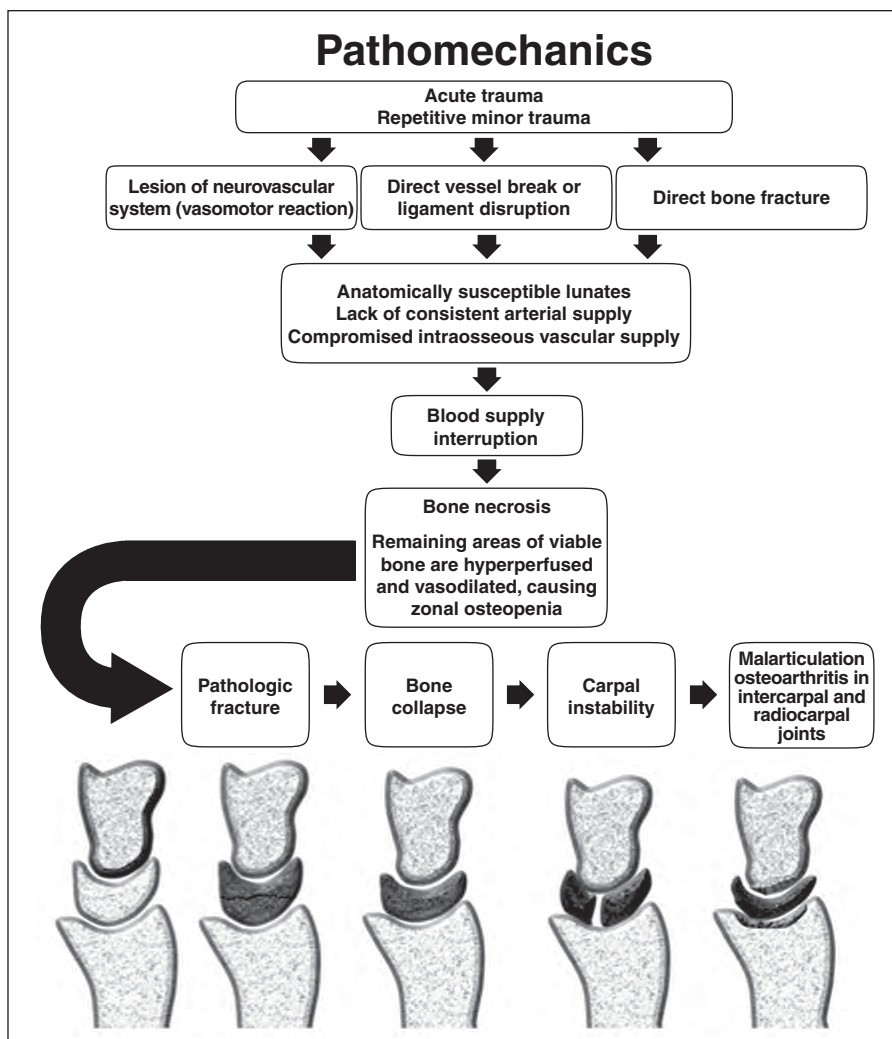 Pathomechanics
Acute trauma
Repetitive minor trauma
Lesion of neurovascular
system (vasomotor reaction)
Direct vessel break or
ligament disruption
Direct bone fracture
Anatomically susceptible lunates
Lack of consistent arterial supply
Compromised intraosseous vascular supply
Blood supply
interruption
Bone necrosis
Remaining areas of viable
bone are hyperperfused
and vasodilated, causing
zonal osteopenia
Pathologic
fracture
Bone
collapse
Carpal
instability
Malarticulation
osteoarthritis in
intercarpal and
radiocarpal
joints